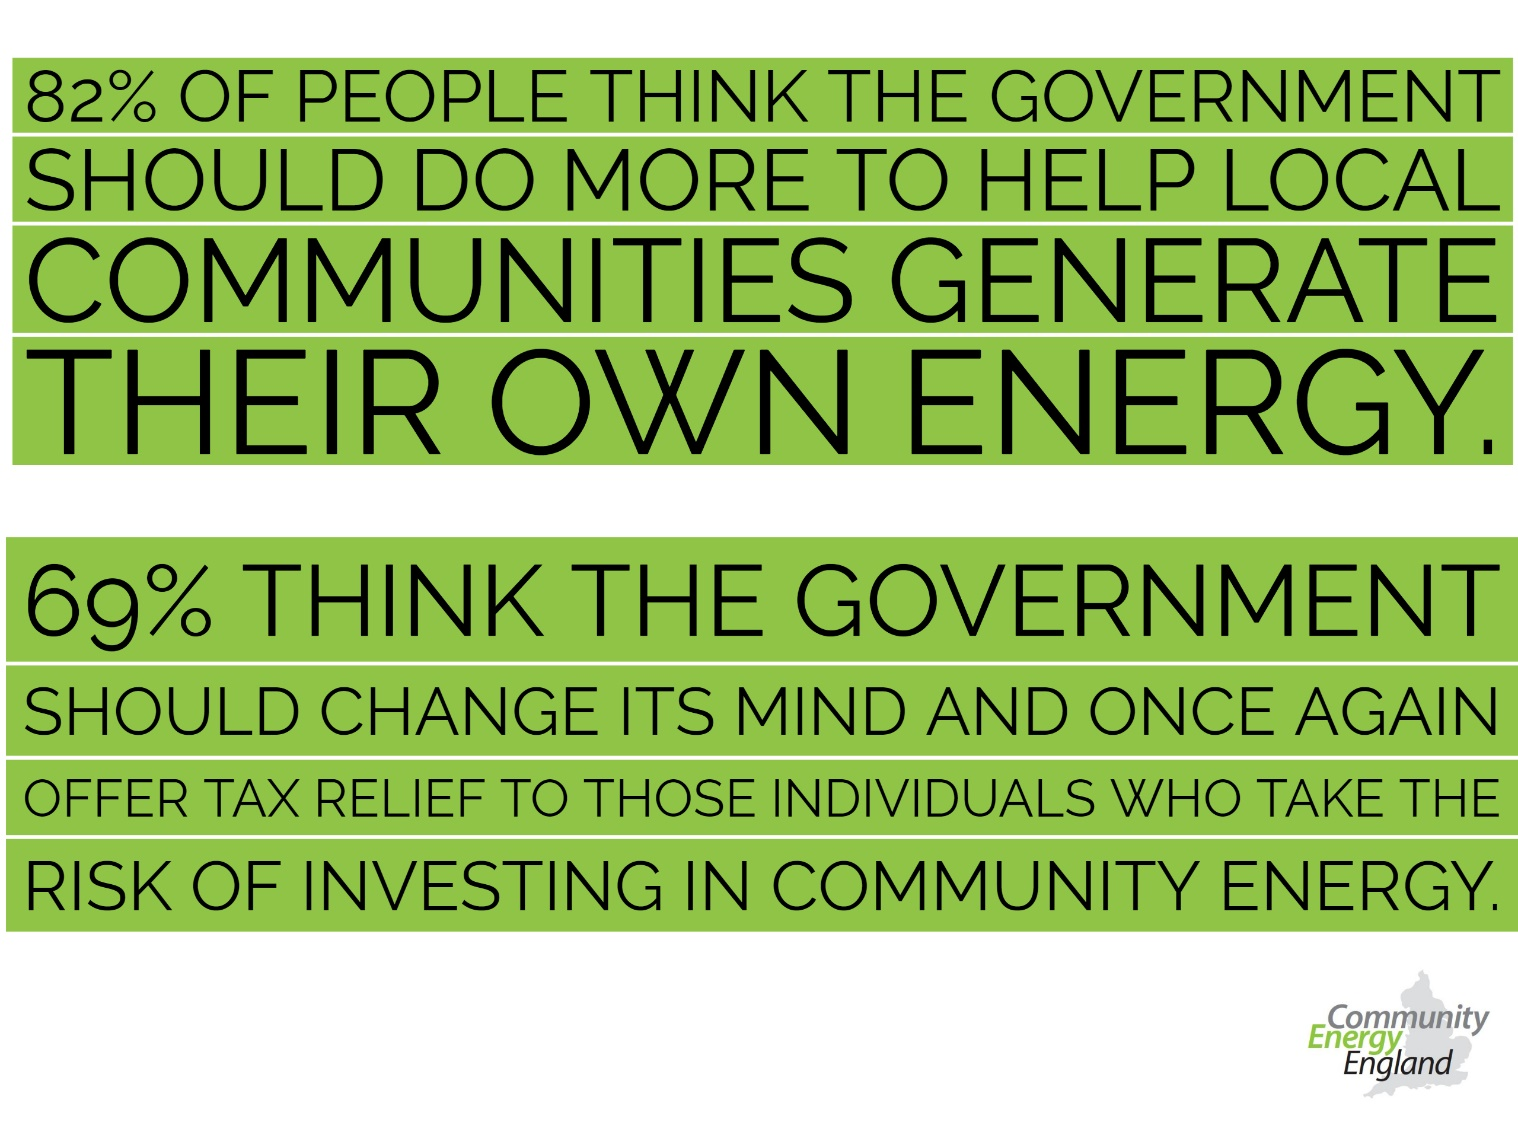 82% OF PEOPLE THINK THE GOVERNMENT
SHOULD DO MORE TO HELP LOCAL
COMMUNITIES GENERATE
THEIR OWN ENERGY.
69% THINK THE GOVERNMENT
SHOULD CHANGE ITS MIND AND ONCE AGAIN
OFFER TAX RELIEF TO THOSE INDIVIDUALS WHO TAKE THE
RISK OF INVESTING IN COMMUNITY ENERGY.
Community
Energy
England